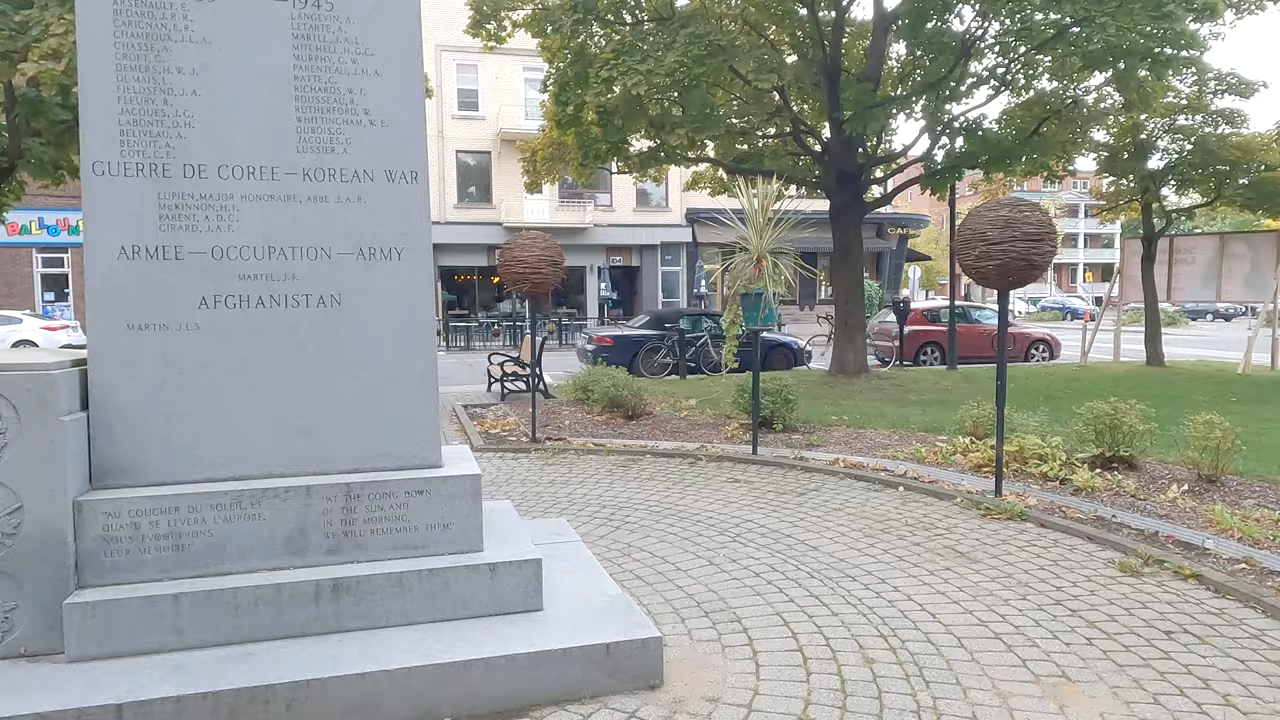 1945
ARSENAULT, E.
BEDARD, J.R.R.
CARIGNAN, E.R.
CHAMPOUX, J.L.A.
CHASSE, A.
CROFT, C.
DEMERS, H.W.J.
DUMAIS, L.
FIELDSEND, J.A.
FLEURY, R.
JACQUES, J.G.
LABONTE, D.H.
BELIVEAU, A.
BENOIT, A.
COTE, C.E.
LANGEVIN, A.
LETARTE, A.
MARTEL, J.A.L.
MITCHELL, H.G.C.
MURPHY, G.W.
PARENTEAU, J.M.A.
RAITE, C.
RICHARDS, W.F.
ROUSSEAU, R.
RUTHERFORD, W.
WHITTINGHAM, W.E.
DUBOIS, G.
JACQUES, G.
LUSSIER, A.
GUERRE DE COREE—KOREAN WAR
LUPIEN, MAJOR HONORAIRE, ABBE J.A.R.
McKINNON, H.I.
PARENT, A.D.C.
GIRARD, J.A.F.
ARMEE—OCCUPATION—ARMY
MARTEL, J.F.
AFGHANISTAN
MARTIN, J.L.S
"AU COUCHER DU SOLEIL ET
QUAND SE LEVERA L'AURORE,
NOUS EVOQUERONS
LEUR MEMOIRE"
"AT THE GOING DOWN
OF THE SUN, AND
IN THE MORNING,
WE WILL REMEMBER THEM"
104
CAFE